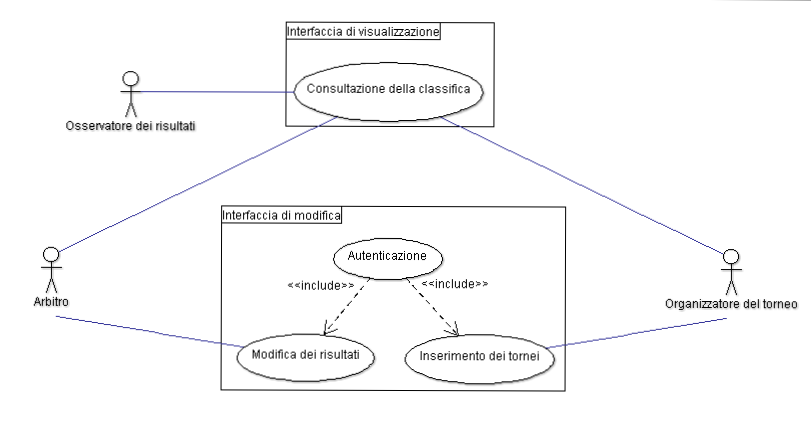 Interfaccia di visualizzazione
Consultazione della classifica
Osservatore dei risultati
Interfaccia di modifica
Autenticazione
<<include>>
<<include>>
Arbitro
Organizzatore del torneo
Modifica dei risultati
Inserimento dei tornei